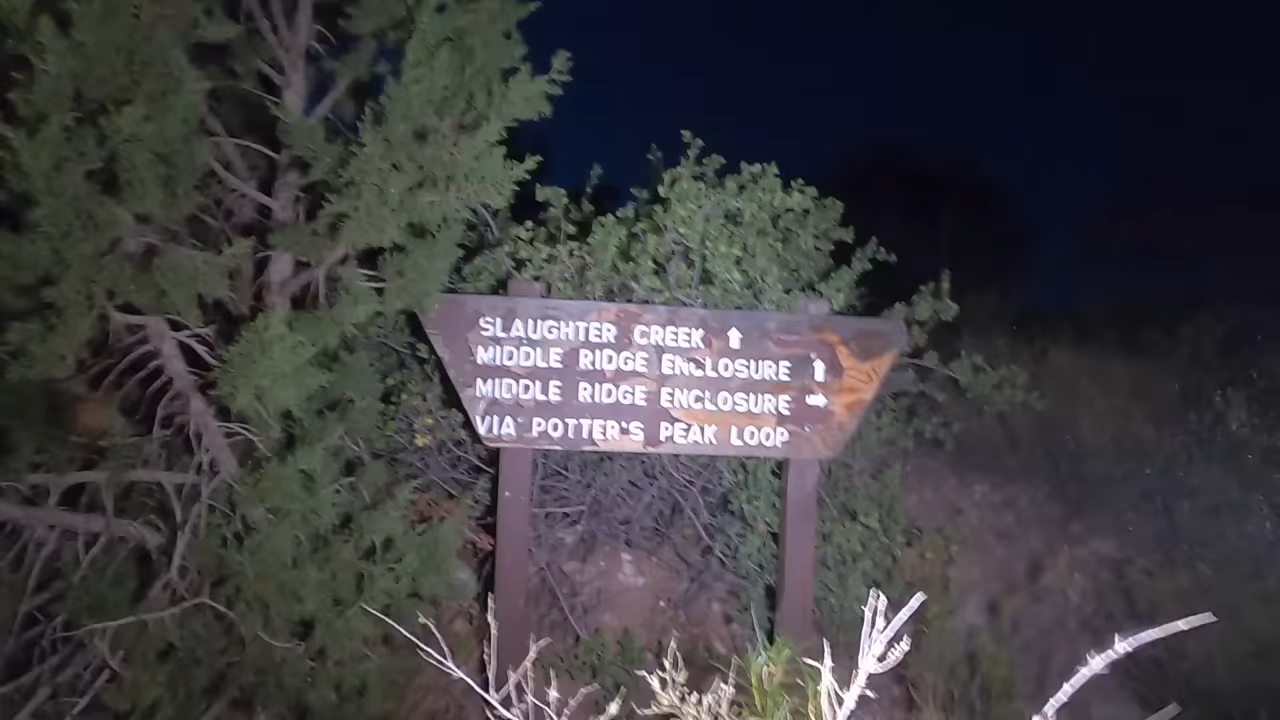 SLAUGHTER CREEK ↑
MIDDLE RIDGE ENCLOSURE ↑
MIDDLE RIDGE ENCLOSURE →
VIA POTTER'S PEAK LOOP